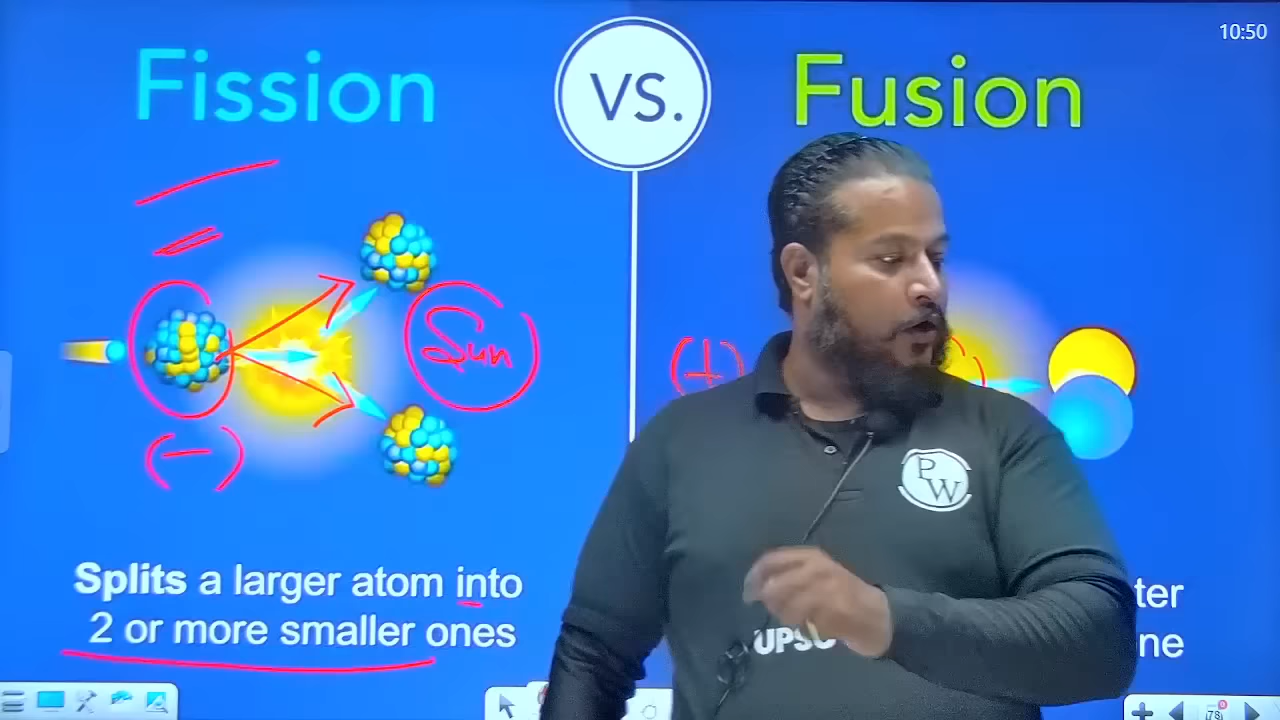 10:50
Fission
VS.
Fusion
Sun
(+)
(-)
PW
Splits a larger atom into
2 or more smaller ones
ter
ne
UPSC
78